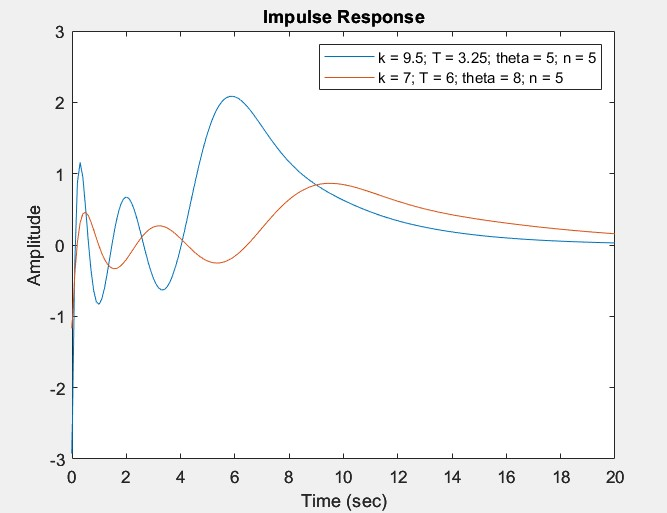 Impulse Response
3
2
1
0
-1
-2
-3
Amplitude
k = 9.5; T = 3.25; theta = 5; n = 5
k = 7; T = 6; theta = 8; n = 5
0 2 4 6 8 10 12 14 16 18 20
Time (sec)